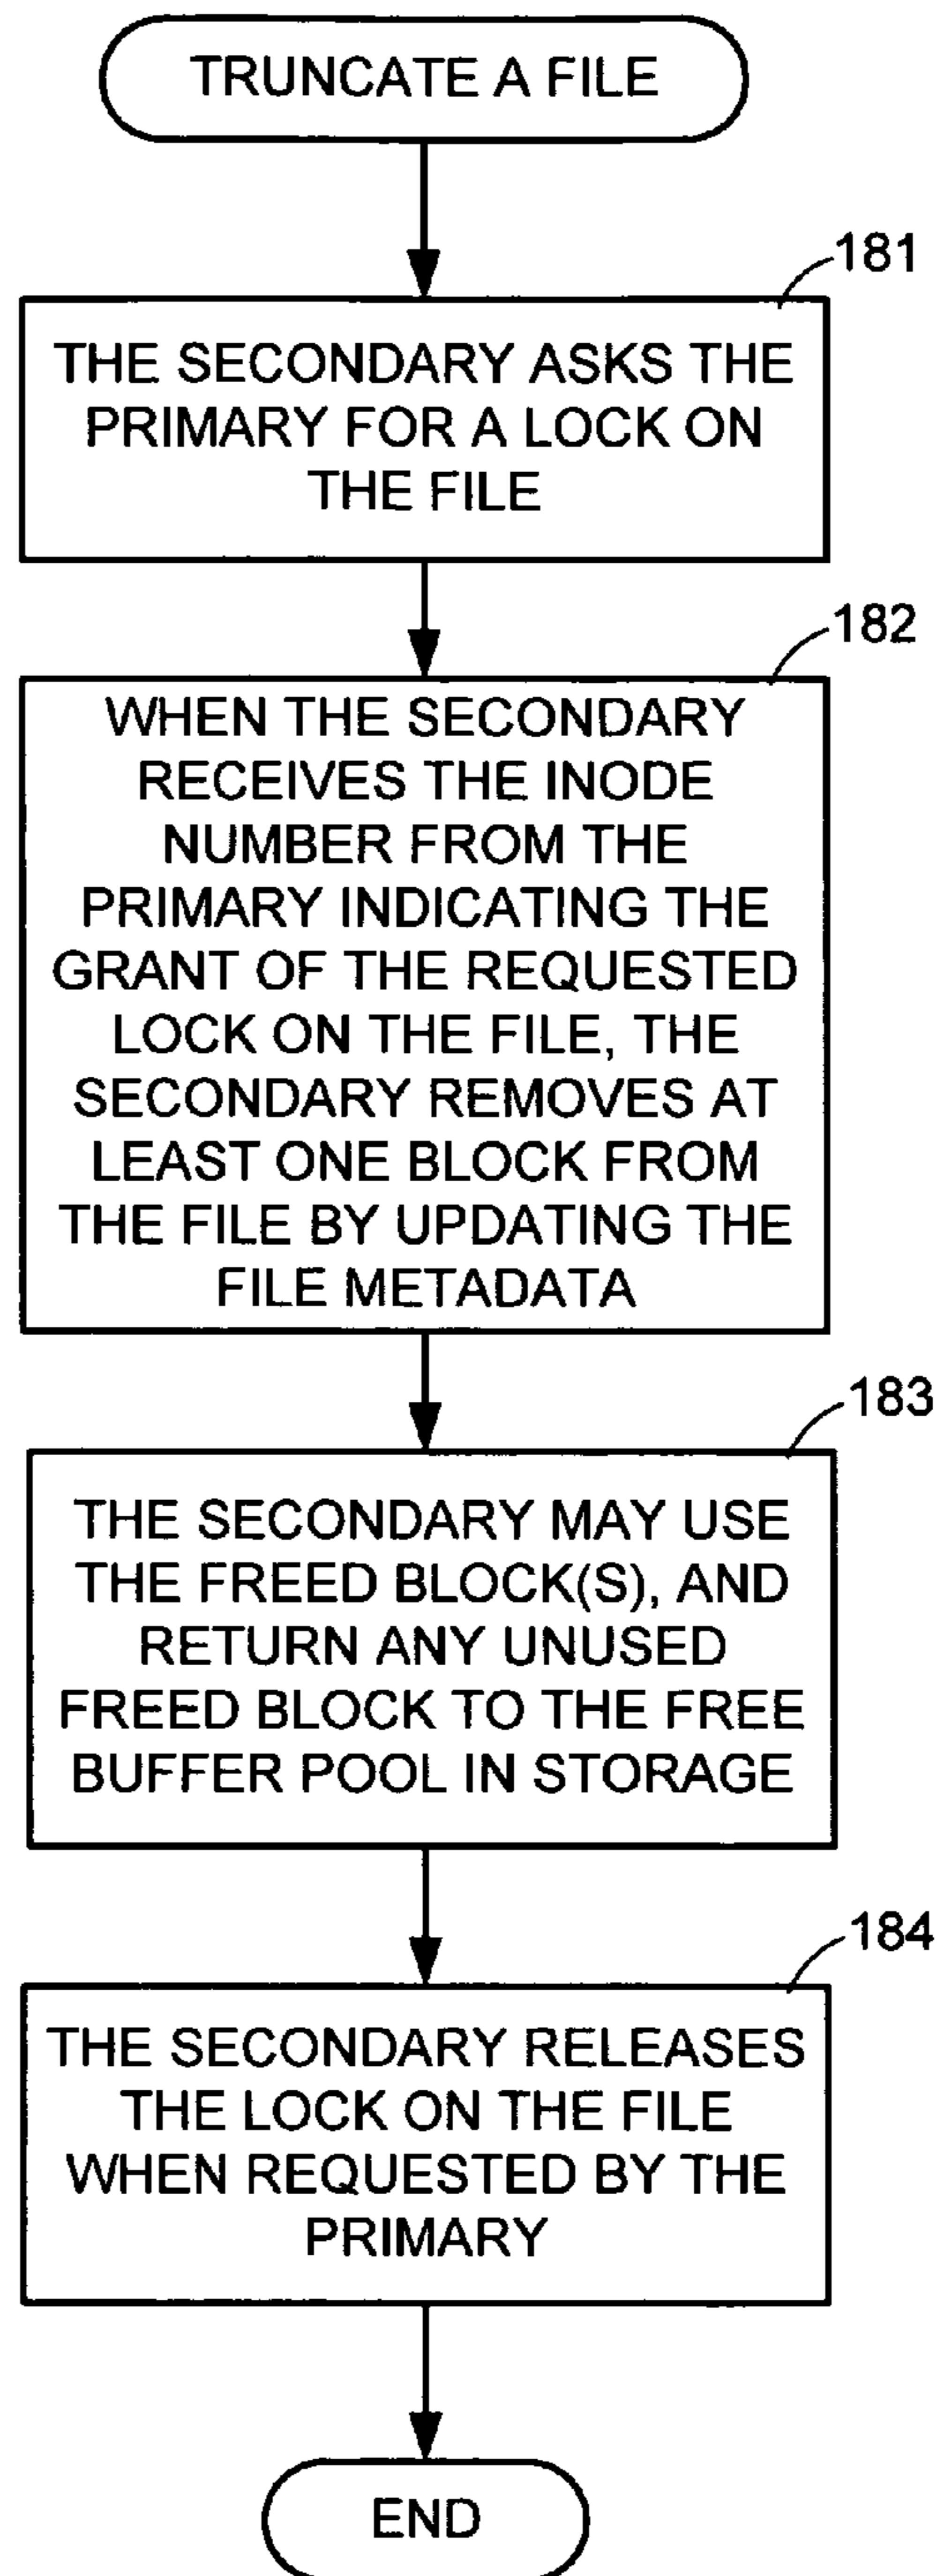 TRUNCATE A FILE
181
THE SECONDARY ASKS THE
PRIMARY FOR A LOCK ON
THE FILE
182
WHEN THE SECONDARY
RECEIVES THE INODE
NUMBER FROM THE
PRIMARY INDICATING THE
GRANT OF THE REQUESTED
LOCK ON THE FILE, THE
SECONDARY REMOVES AT
LEAST ONE BLOCK FROM
THE FILE BY UPDATING THE
FILE METADATA
183
THE SECONDARY MAY USE
THE FREED BLOCK(S), AND
RETURN ANY UNUSED
FREED BLOCK TO THE FREE
BUFFER POOL IN STORAGE
184
THE SECONDARY RELEASES
THE LOCK ON THE FILE
WHEN REQUESTED BY THE
PRIMARY
END